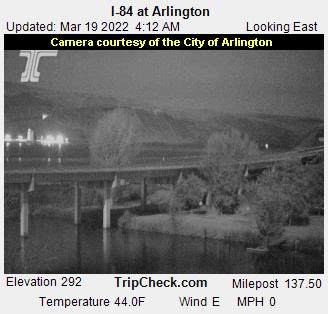 I-84 at Arlington
Updated: Mar 19 2022 4:12 AM Looking East
Camera courtesy of the City of Arlington
Elevation 292 TripCheck.com Milepost 137.50
Temperature 44.0F Wind E MPH 0